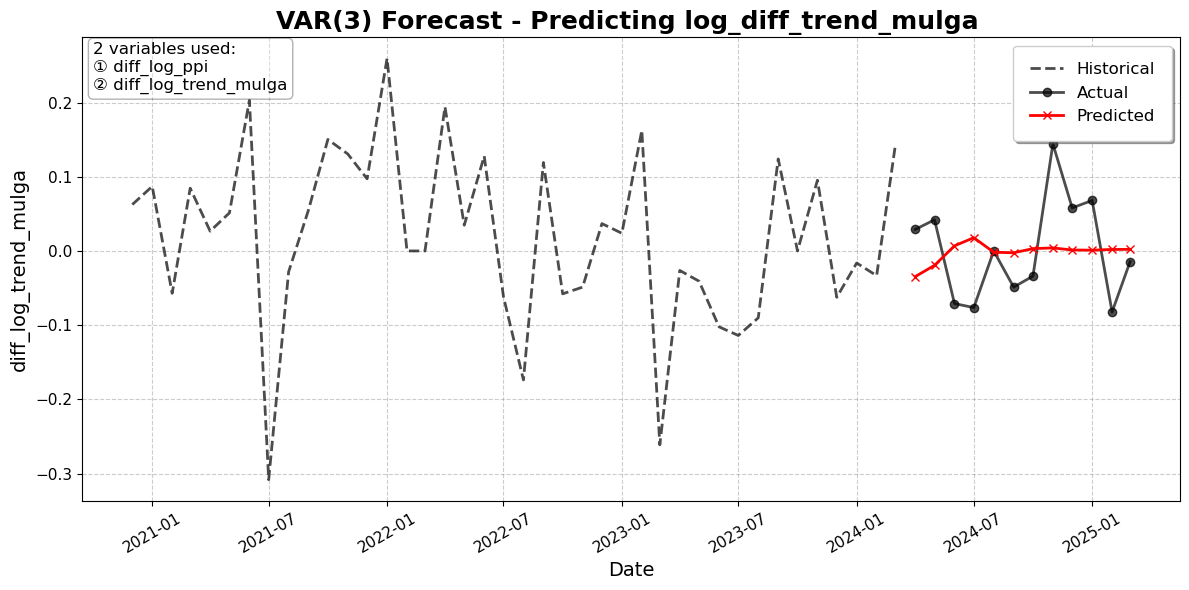 VAR(3) Forecast - Predicting log_diff_trend_mulga
2 variables used:
① diff_log_ppi
② diff_log_trend_mulga
Historical
Actual
Predicted
diff_log_trend_mulga
0.2
0.1
0.0
−0.1
−0.2
−0.3
2021-01
2021-07
2022-01
2022-07
2023-01
2023-07
2024-01
2024-07
2025-01
Date